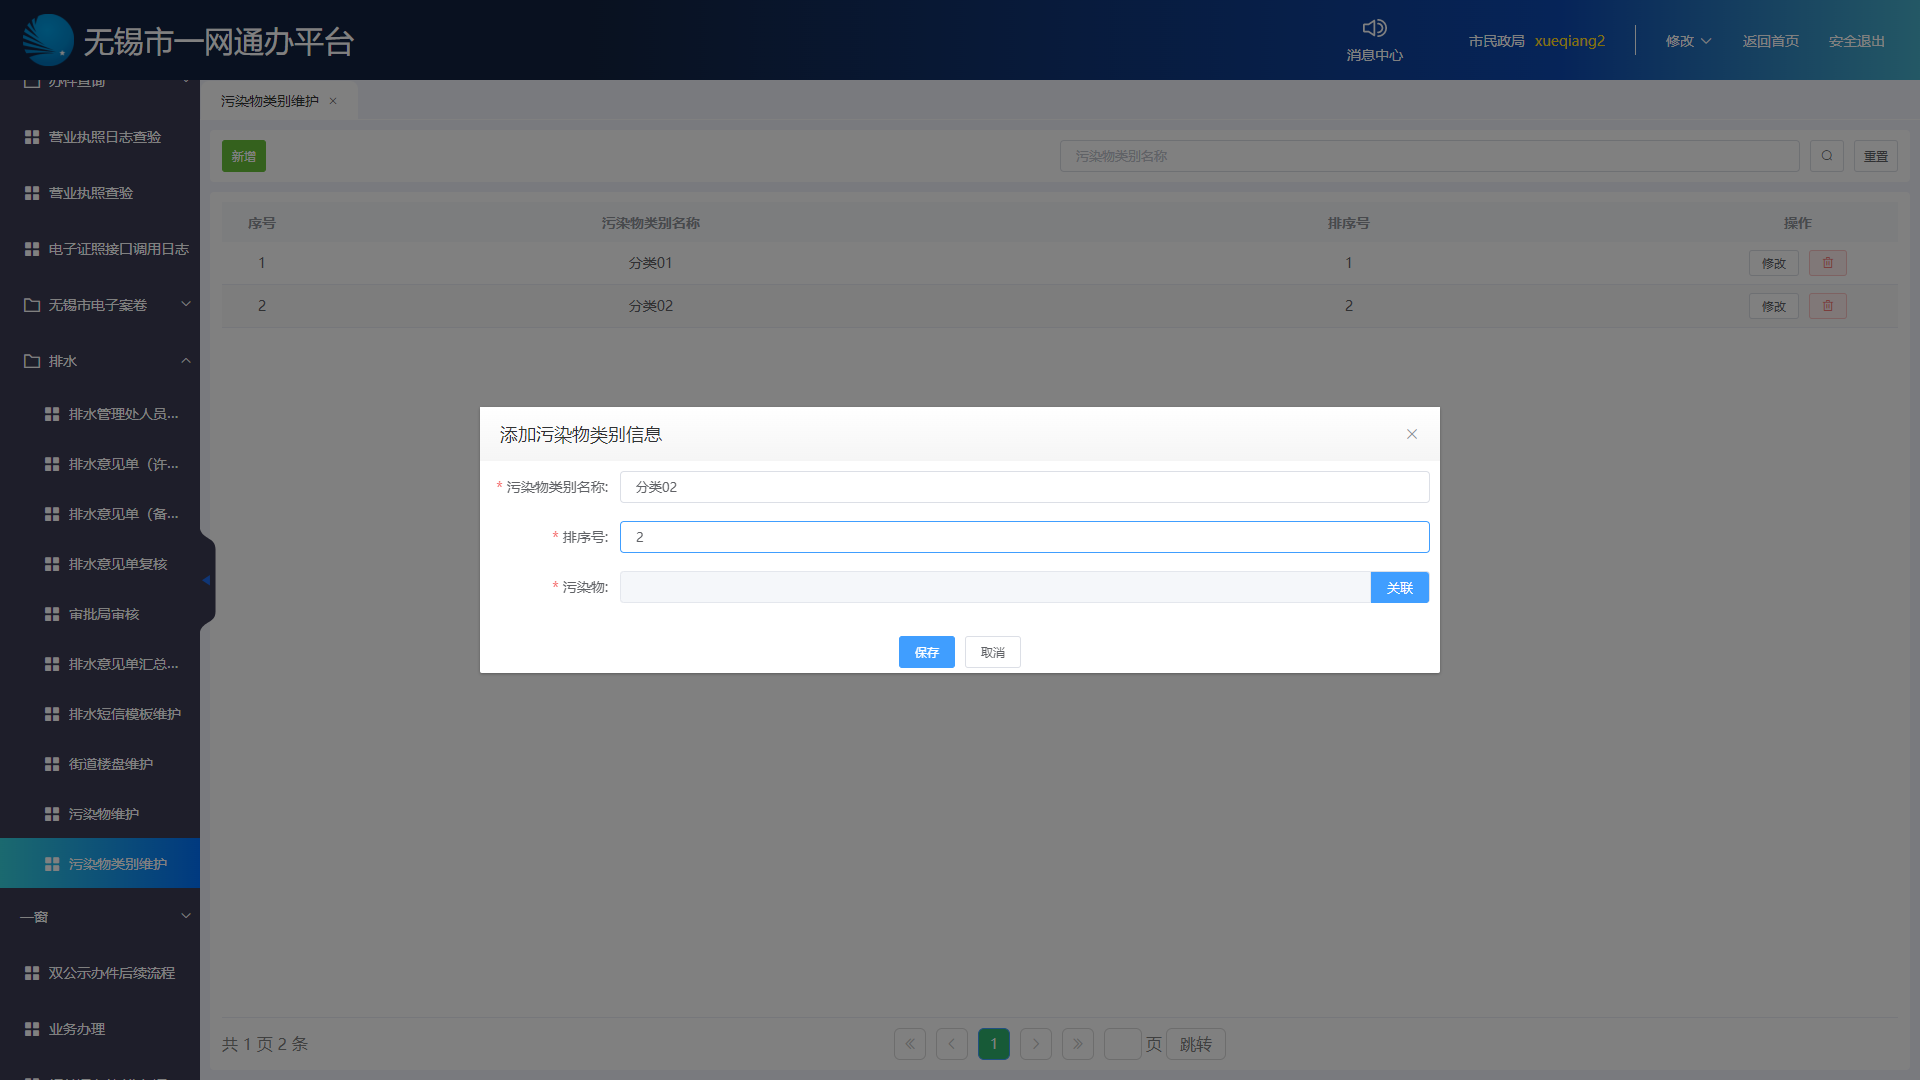 无锡市一网通办平台
消息中心
市民政局 xueqiang2
修改
返回首页
安全退出
办件查询
营业执照日志查验
营业执照查验
电子证照接口调用日志
无锡市电子案卷
排水
排水管理处人员...
排水意见单（许...
排水意见单（备...
排水意见单复核
审批局审核
排水意见单汇总...
排水短信模板维护
街道楼盘维护
污染物维护
污染物类别维护
一窗
双公示办件后续流程
业务办理
污染物类别维护
新增
污染物类别名称
重置
序号 污染物类别名称 排序号 操作
1 分类01 1 修改
2 分类02 2 修改
添加污染物类别信息
* 污染物类别名称: 分类02
* 排序号: 2
* 污染物: 关联
保存 取消
共 1 页 2 条
1 页 跳转